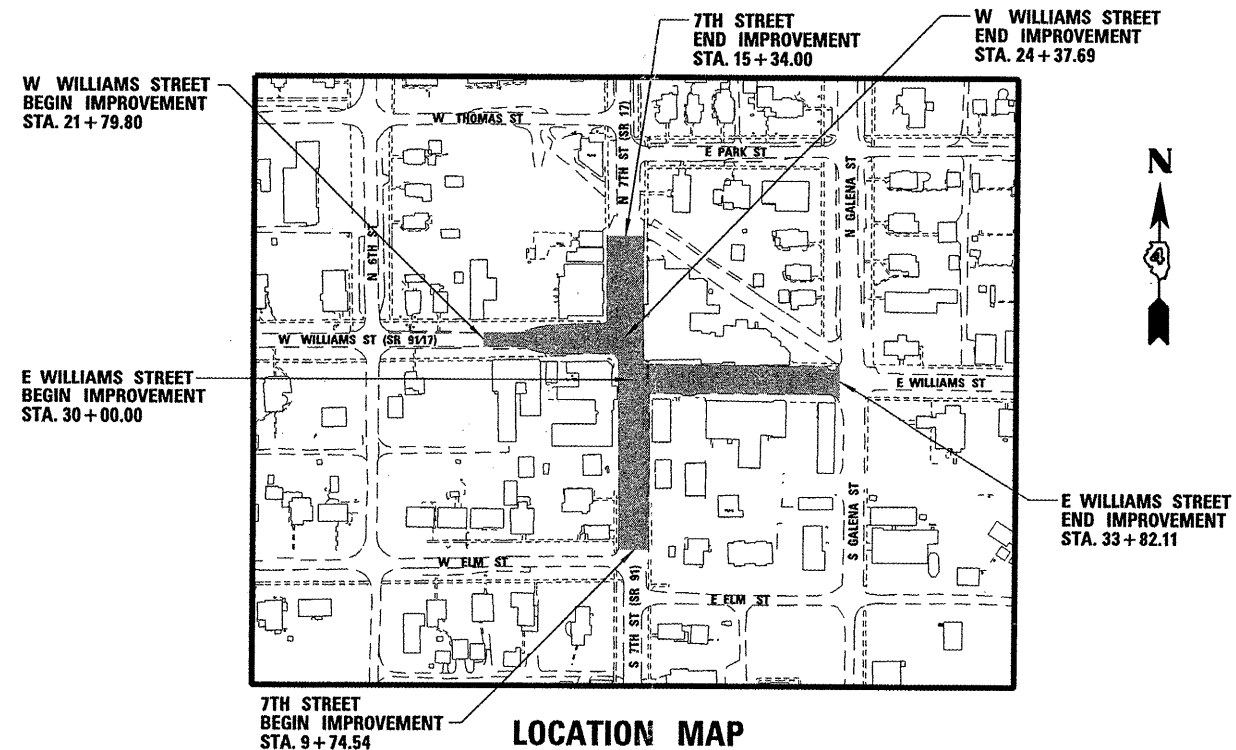 7TH STREET
END IMPROVEMENT
STA. 15+34.00
W WILLIAMS STREET
END IMPROVEMENT
STA. 24+37.69
W WILLIAMS STREET
BEGIN IMPROVEMENT
STA. 21+79.80
W THOMAS ST
N 7TH ST (SR 17)
E PARK ST
N GALENA ST
N 6TH ST
N
4
W WILLIAMS ST (SR 91/17)
E WILLIAMS STREET
BEGIN IMPROVEMENT
STA. 30+00.00
E WILLIAMS ST
E WILLIAMS STREET
END IMPROVEMENT
STA. 33+82.11
S GALENA ST
W ELM ST
E ELM ST
S 7TH ST (SR 91)
7TH STREET
BEGIN IMPROVEMENT
STA. 9+74.54
LOCATION MAP